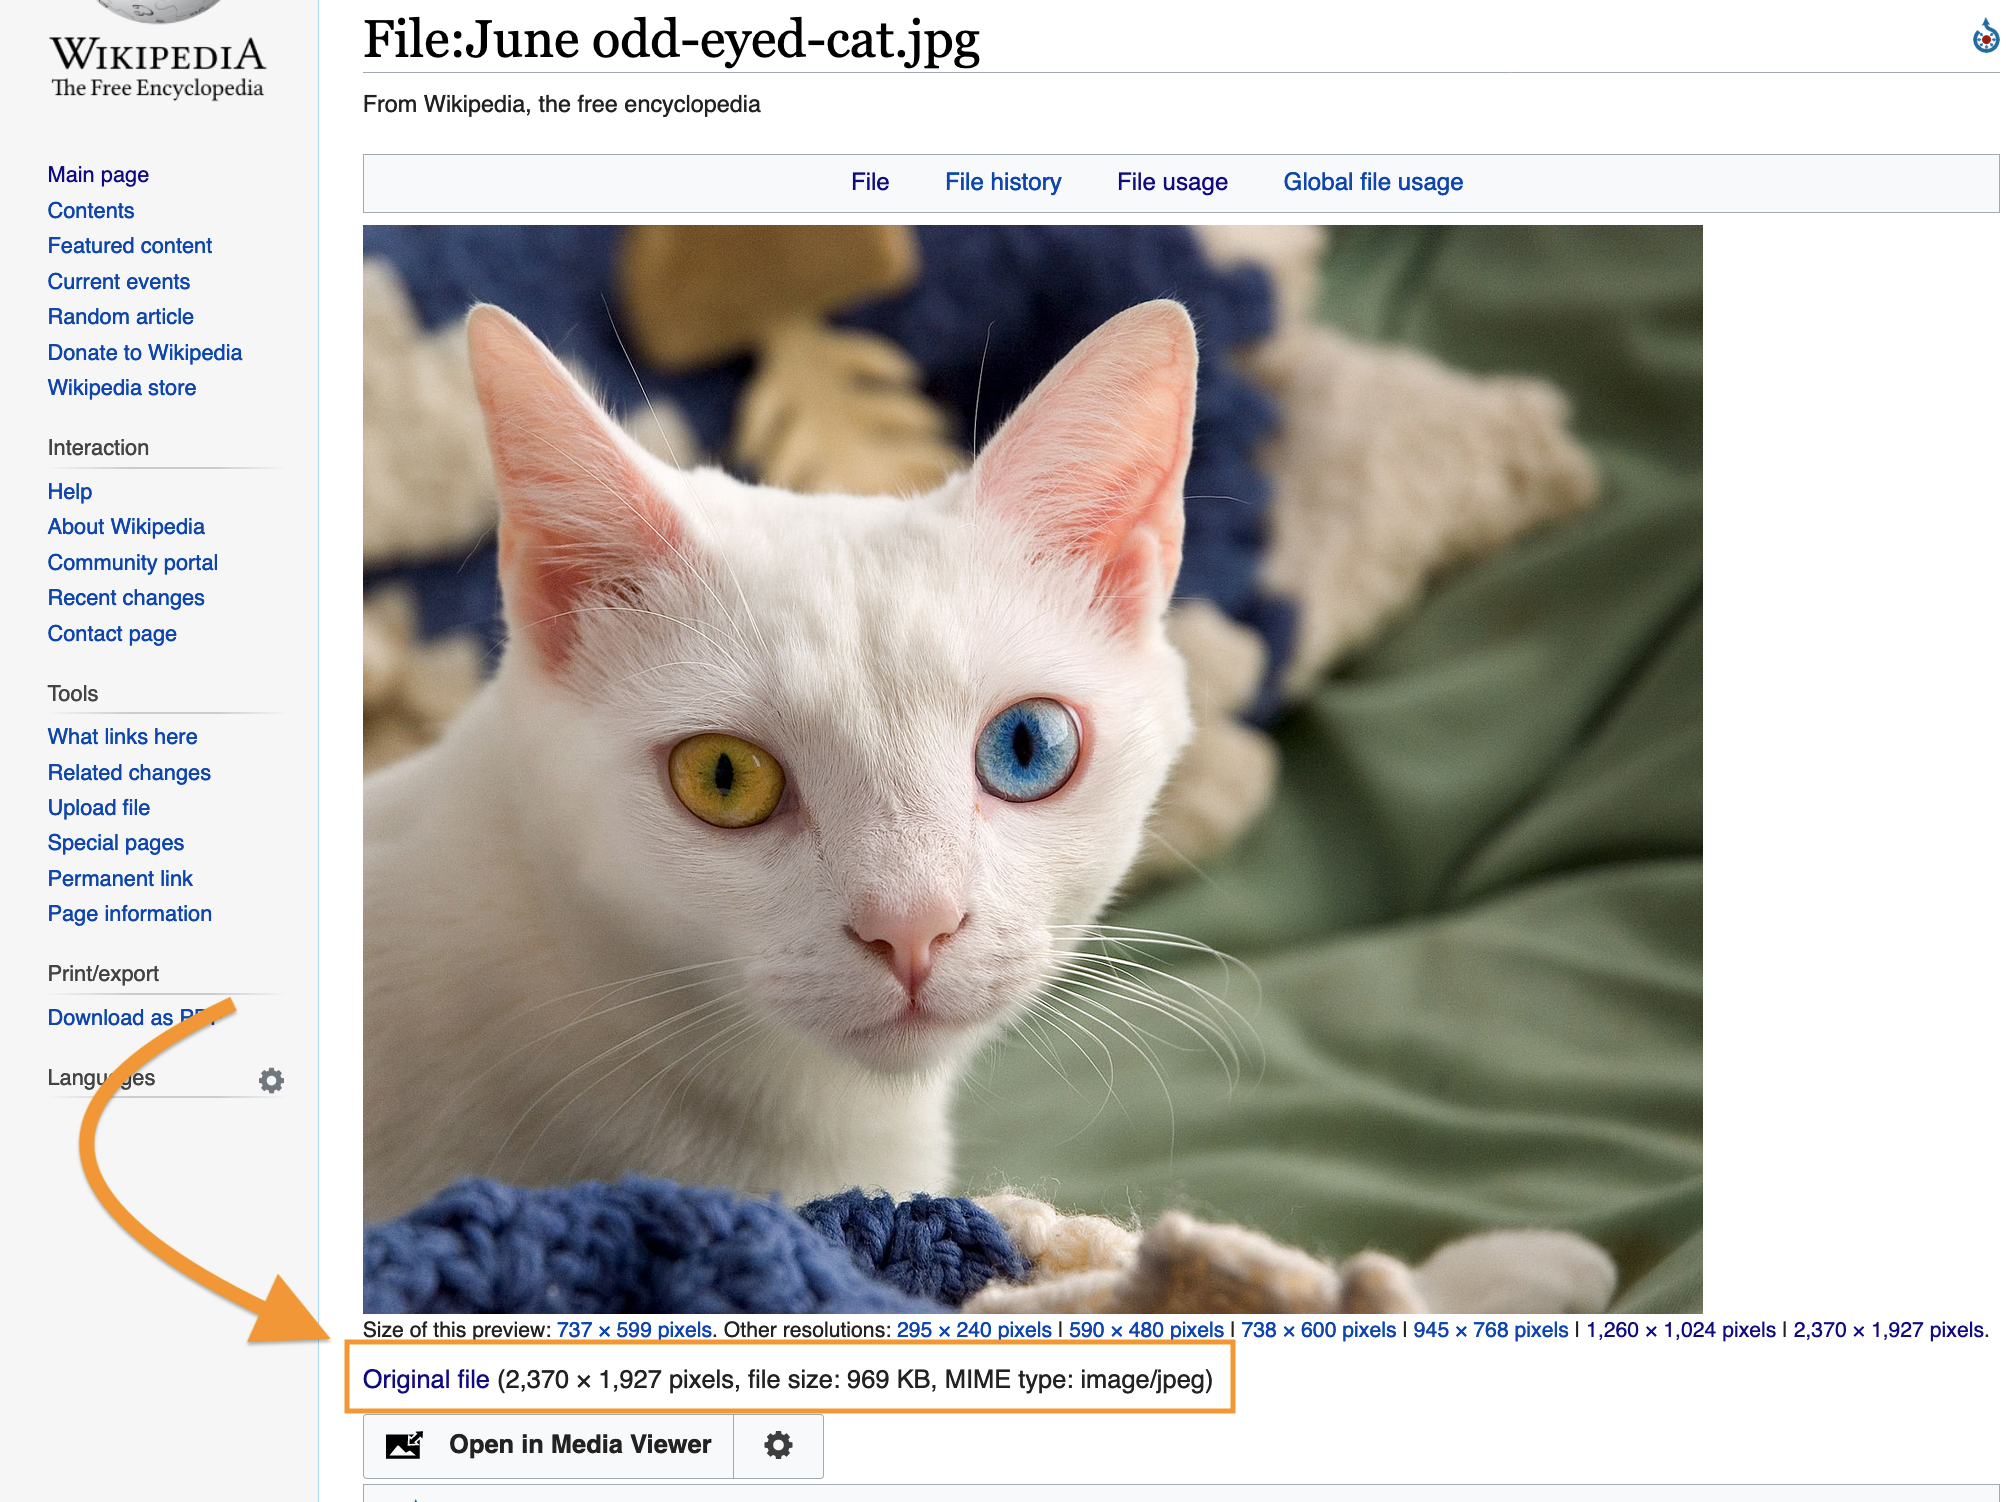 WIKIPEDIA
The Free Encyclopedia
Main page
Contents
Featured content
Current events
Random article
Donate to Wikipedia
Wikipedia store
Interaction
Help
About Wikipedia
Community portal
Recent changes
Contact page
Tools
What links here
Related changes
Upload file
Special pages
Permanent link
Page information
Print/export
Download as PDF
Languages
File:June odd-eyed-cat.jpg
From Wikipedia, the free encyclopedia
File File history File usage Global file usage
Size of this preview: 737 × 599 pixels. Other resolutions: 295 × 240 pixels | 590 × 480 pixels | 738 × 600 pixels | 945 × 768 pixels | 1,260 × 1,024 pixels | 2,370 × 1,927 pixels.
Original file (2,370 × 1,927 pixels, file size: 969 KB, MIME type: image/jpeg)
Open in Media Viewer